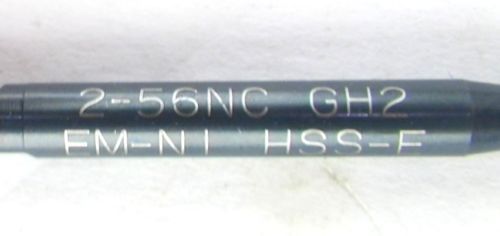 2-56NC GH2
EM-NI HSS-E